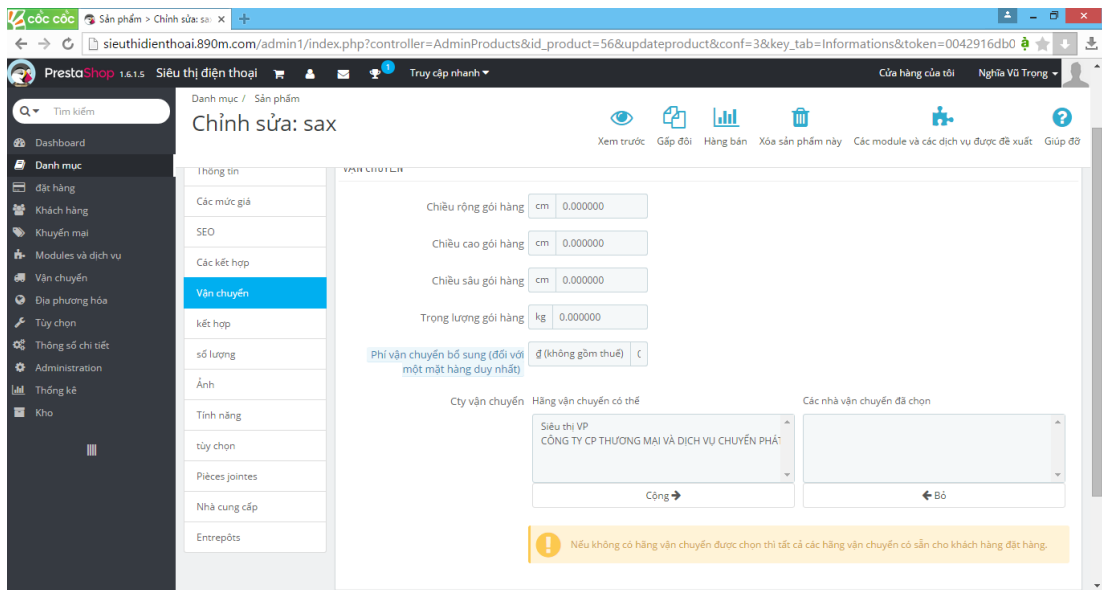 cốc cốc
Sản phẩm > Chỉnh sửa: sa
sieuthidienthoai.890m.com/admin1/index.php?controller=AdminProducts&id_product=56&updateproduct&conf=3&key_tab=Informations&token=0042916db0
PrestaShop 1.6.1.5 Siêu thị điện thoại 1 Truy cập nhanh Cửa hàng của tôi Nghĩa Vũ Trọng
Tìm kiếm
Dashboard
Danh mục
đặt hàng
Khách hàng
Khuyến mại
Modules và dịch vụ
Vận chuyển
Địa phương hóa
Tùy chọn
Thông số chi tiết
Administration
Thống kê
Kho
Danh mục / Sản phẩm
Chỉnh sửa: sax
Xem trước Gấp đôi Hàng bán Xóa sản phẩm này Các module và các dịch vụ được đề xuất Giúp đỡ
Thông tin
Các mức giá
SEO
Các kết hợp
Vận chuyển
kết hợp
số lượng
Ảnh
Tính năng
tùy chọn
Pièces jointes
Nhà cung cấp
Entrepôts
VẬN CHUYỂN
Chiều rộng gói hàng cm 0.000000
Chiều cao gói hàng cm 0.000000
Chiều sâu gói hàng cm 0.000000
Trọng lượng gói hàng kg 0.000000
Phí vận chuyển bổ sung (đối với một mặt hàng duy nhất) ₫ (không gồm thuế)
Cty vận chuyển Hãng vận chuyển có thể Các nhà vận chuyển đã chọn
Siêu thị VP
CÔNG TY CP THƯƠNG MẠI VÀ DỊCH VỤ CHUYỂN PHÁT
Cộng Bỏ
Nếu không có hãng vận chuyển được chọn thì tất cả các hãng vận chuyển có sẵn cho khách hàng đặt hàng.